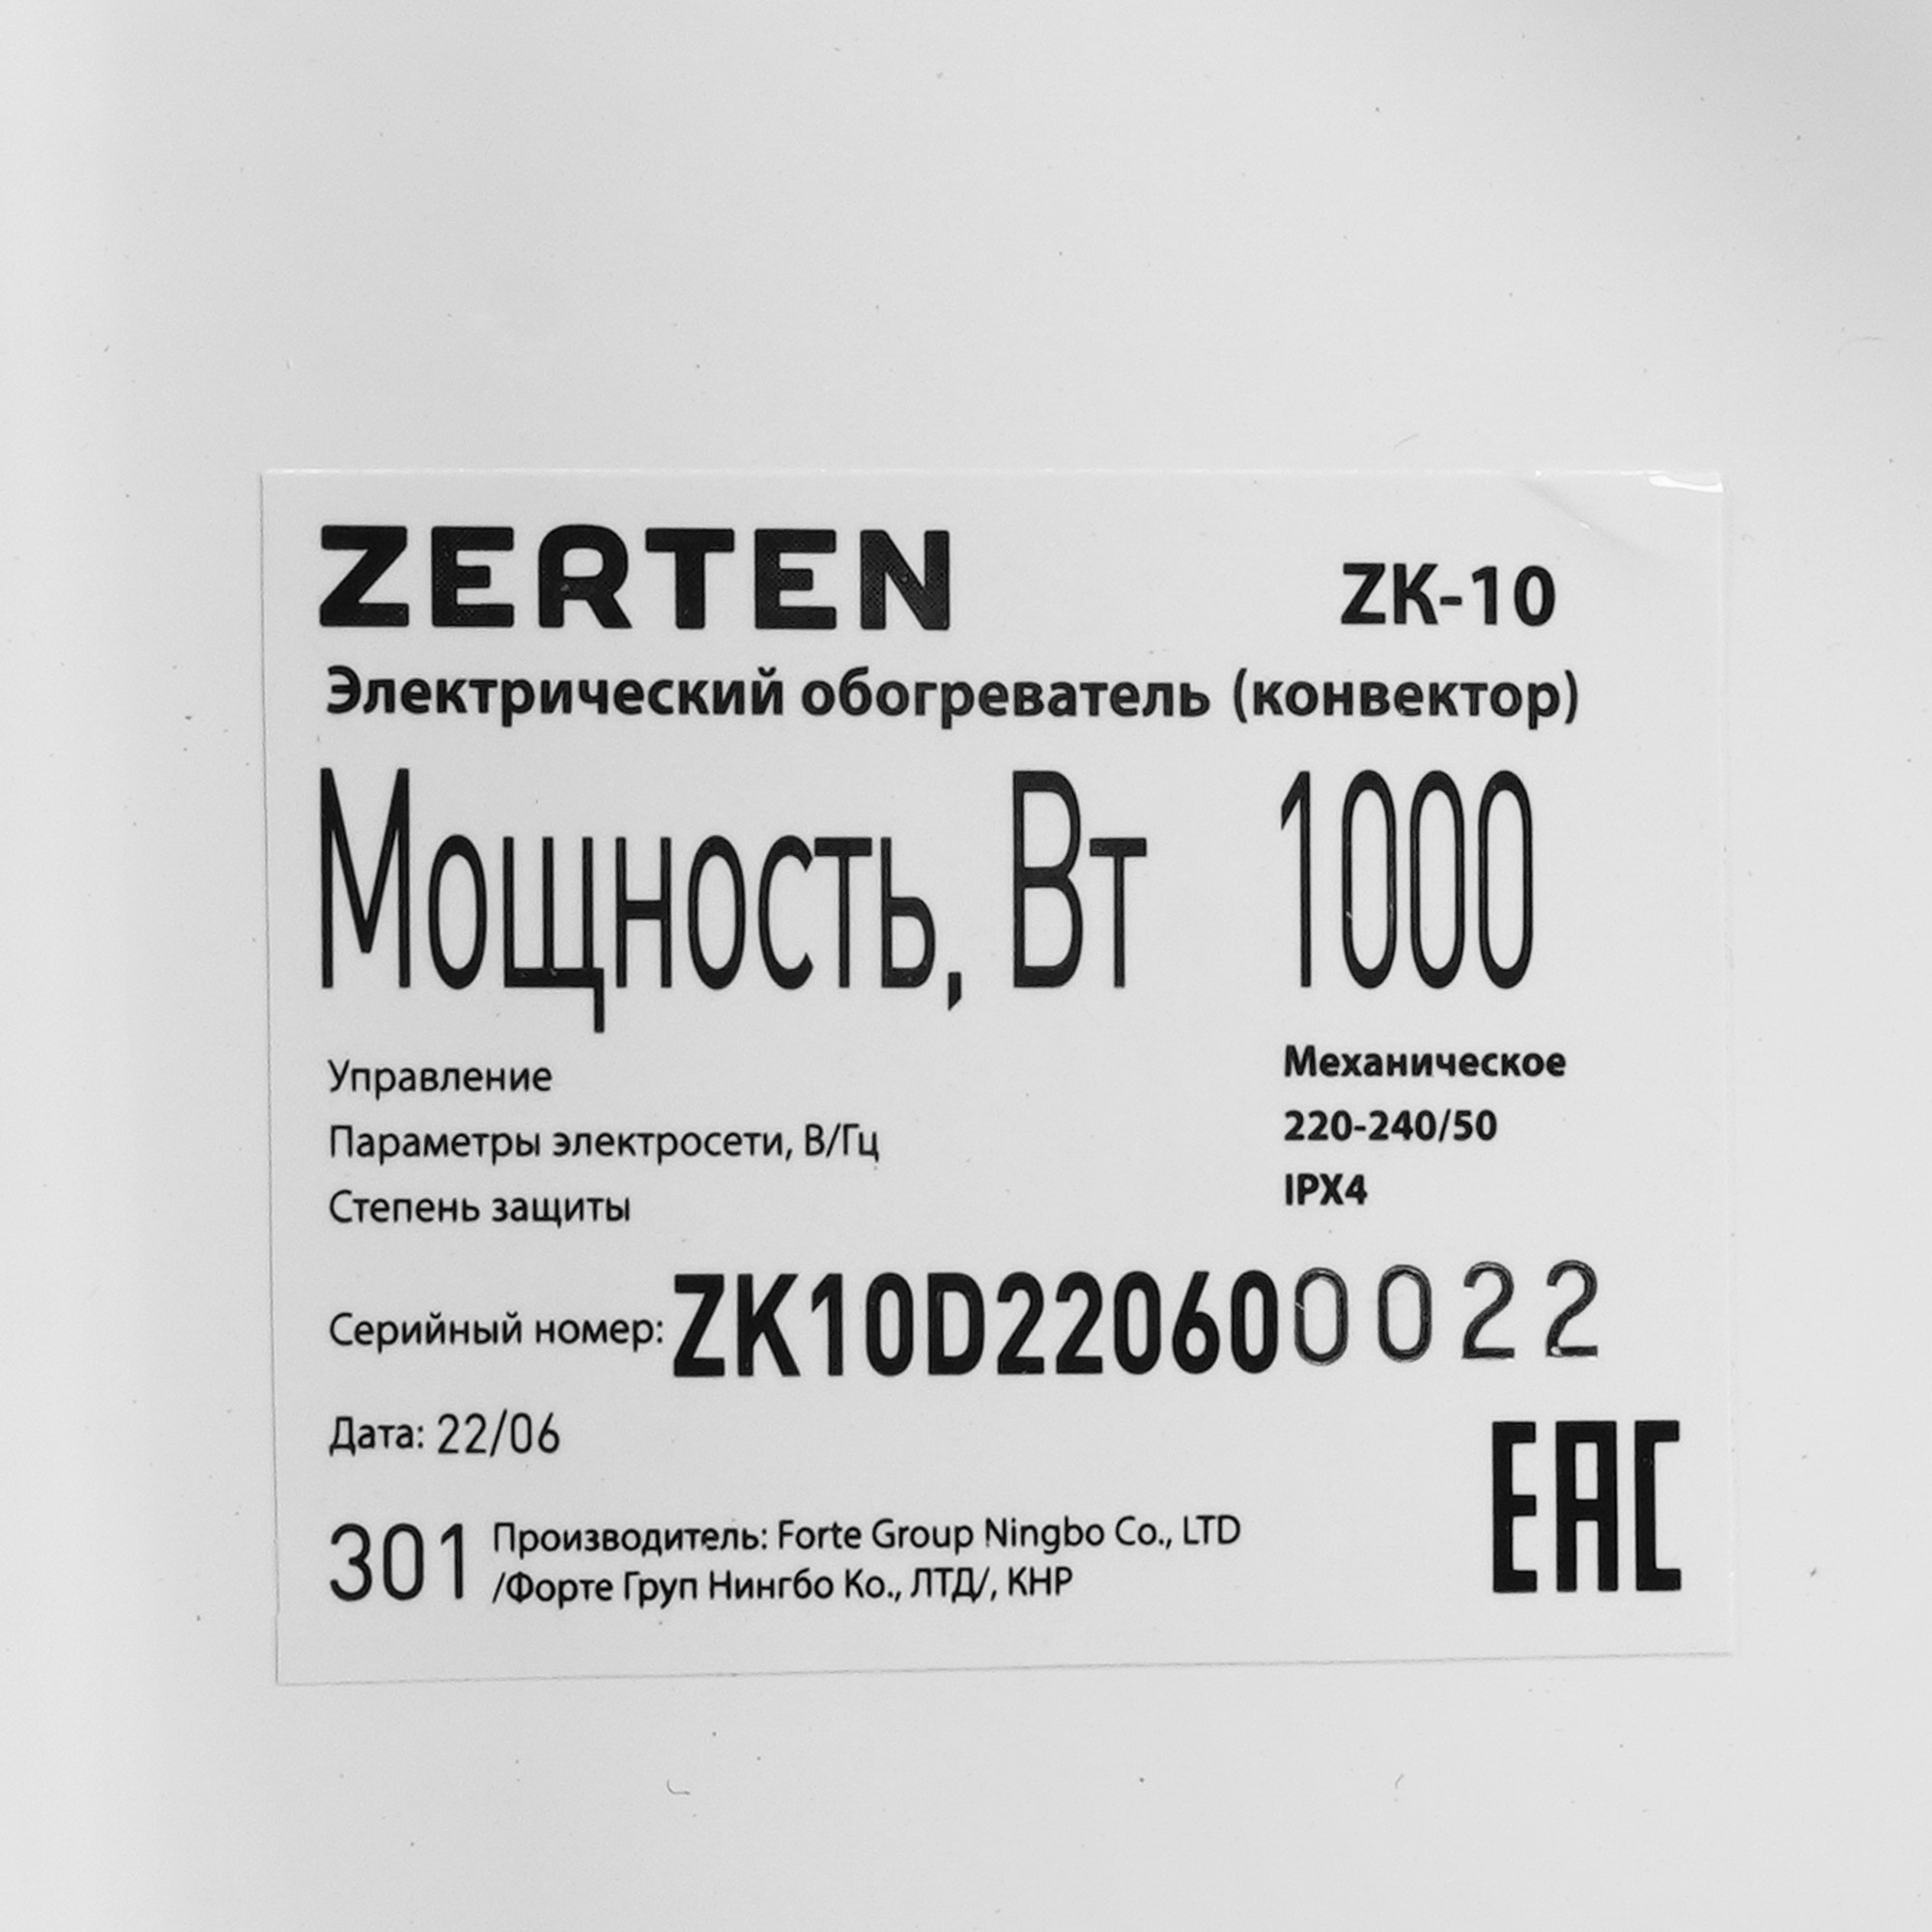 ZERTEN ZK-10
Электрический обогреватель (конвектор)
Мощность, Вт 1000
Управление Механическое
Параметры электросети, В/Гц 220-240/50
Степень защиты IPX4
Серийный номер: ZK10D220600022
Дата: 22/06
EAC
301 Производитель: Forte Group Ningbo Co., LTD
/Форте Груп Нингбо Ко., ЛТД/, КНР